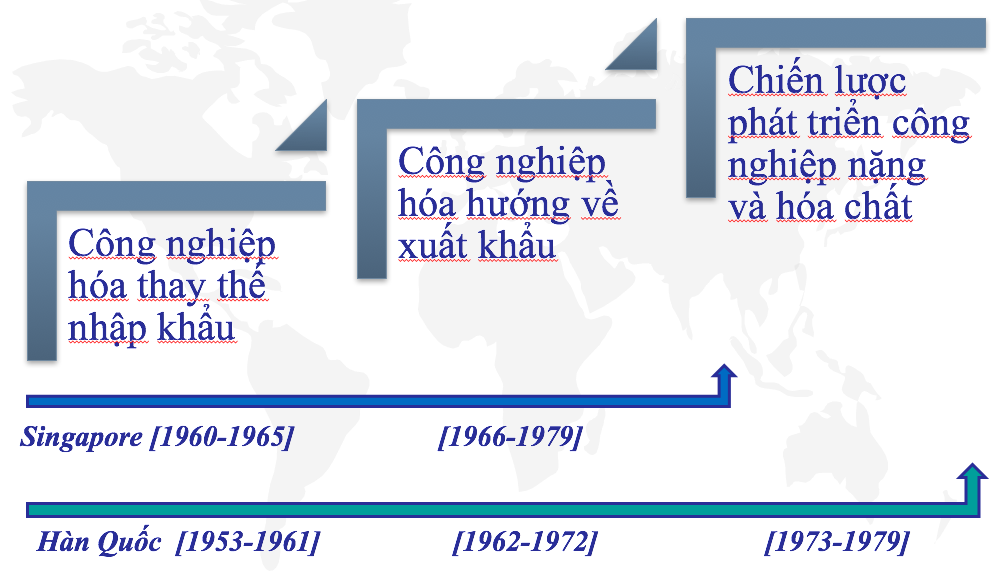 Công nghiệp
hóa thay thế
nhập khẩu
Công nghiệp
hóa hướng về
xuất khẩu
Chiến lược
phát triển công
nghiệp nặng
và hóa chất
Singapore [1960-1965] [1966-1979]
Hàn Quốc [1953-1961] [1962-1972] [1973-1979]